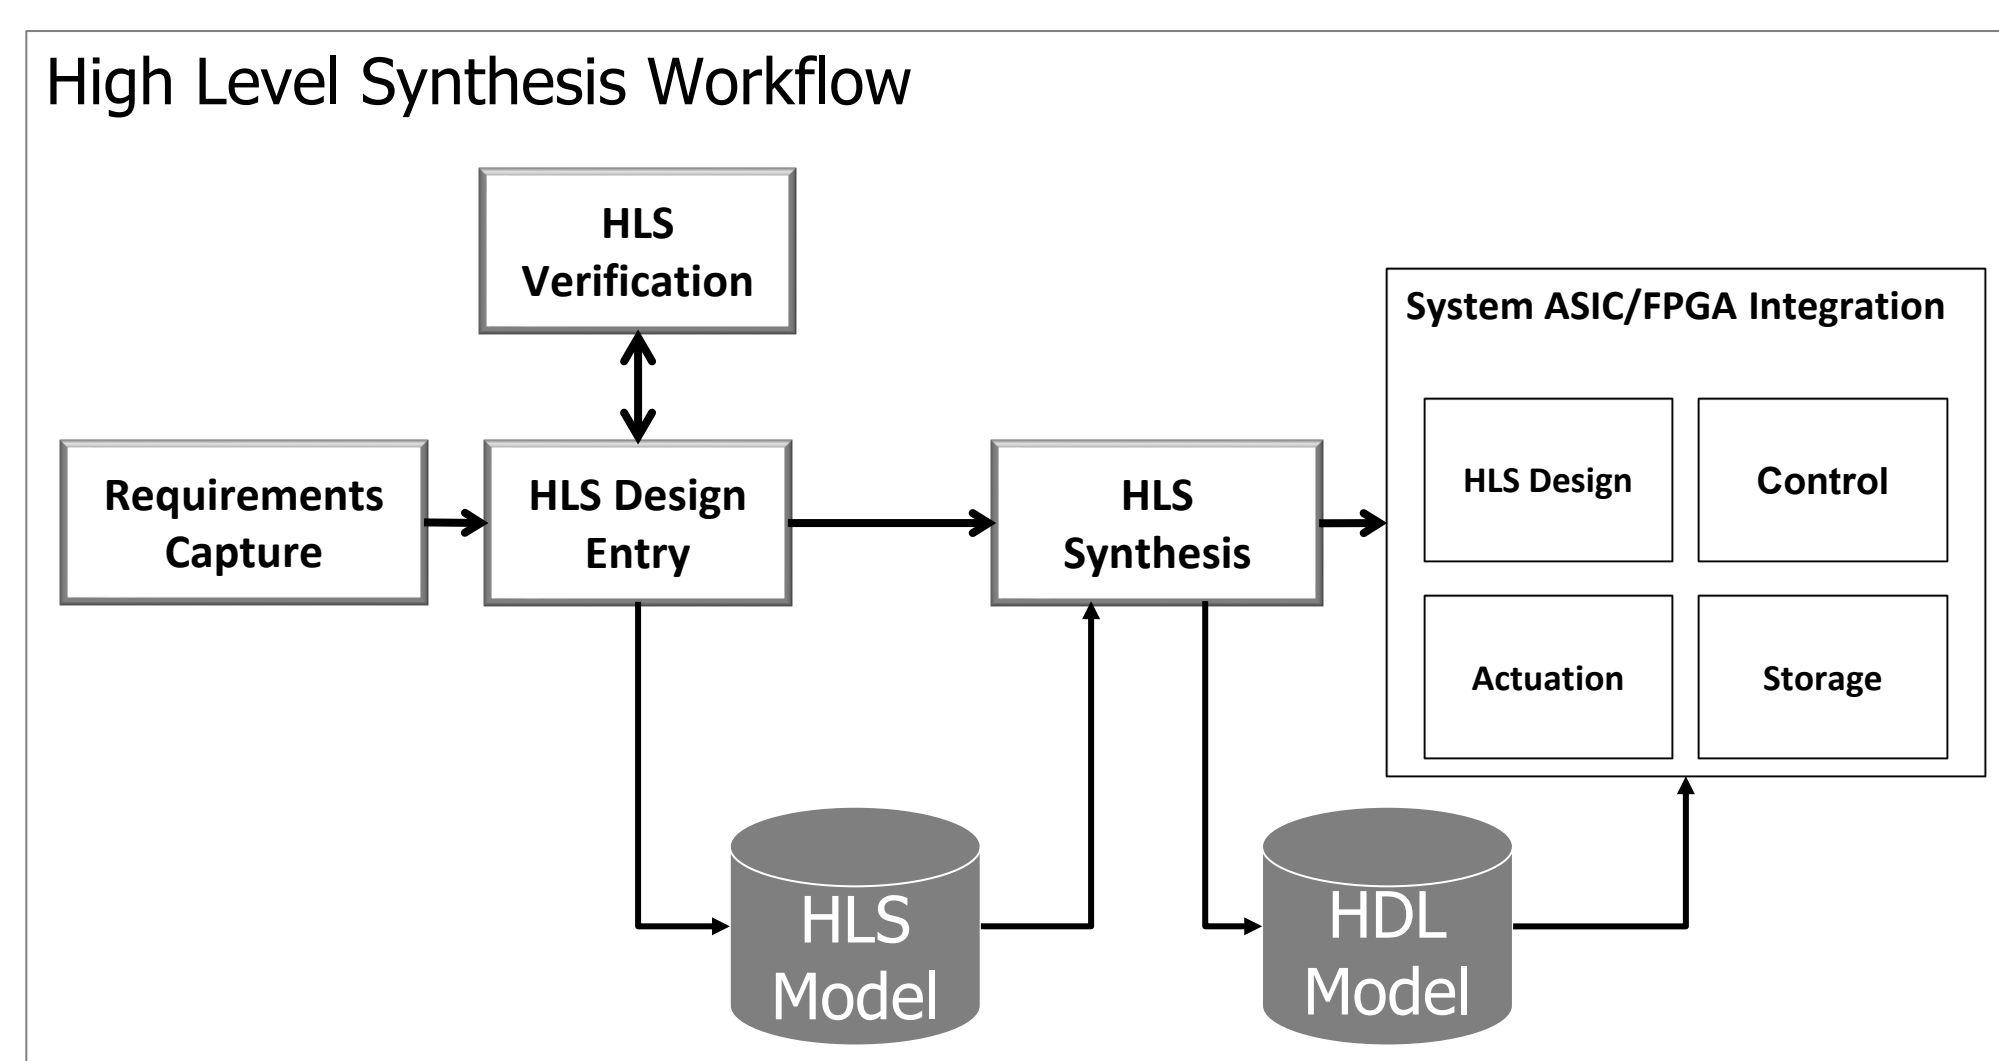 High Level Synthesis Workflow
HLS
Verification
System ASIC/FPGA Integration
Requirements
Capture
HLS Design
Entry
HLS
Synthesis
HLS Design
Control
Actuation
Storage
HLS
Model
HDL
Model